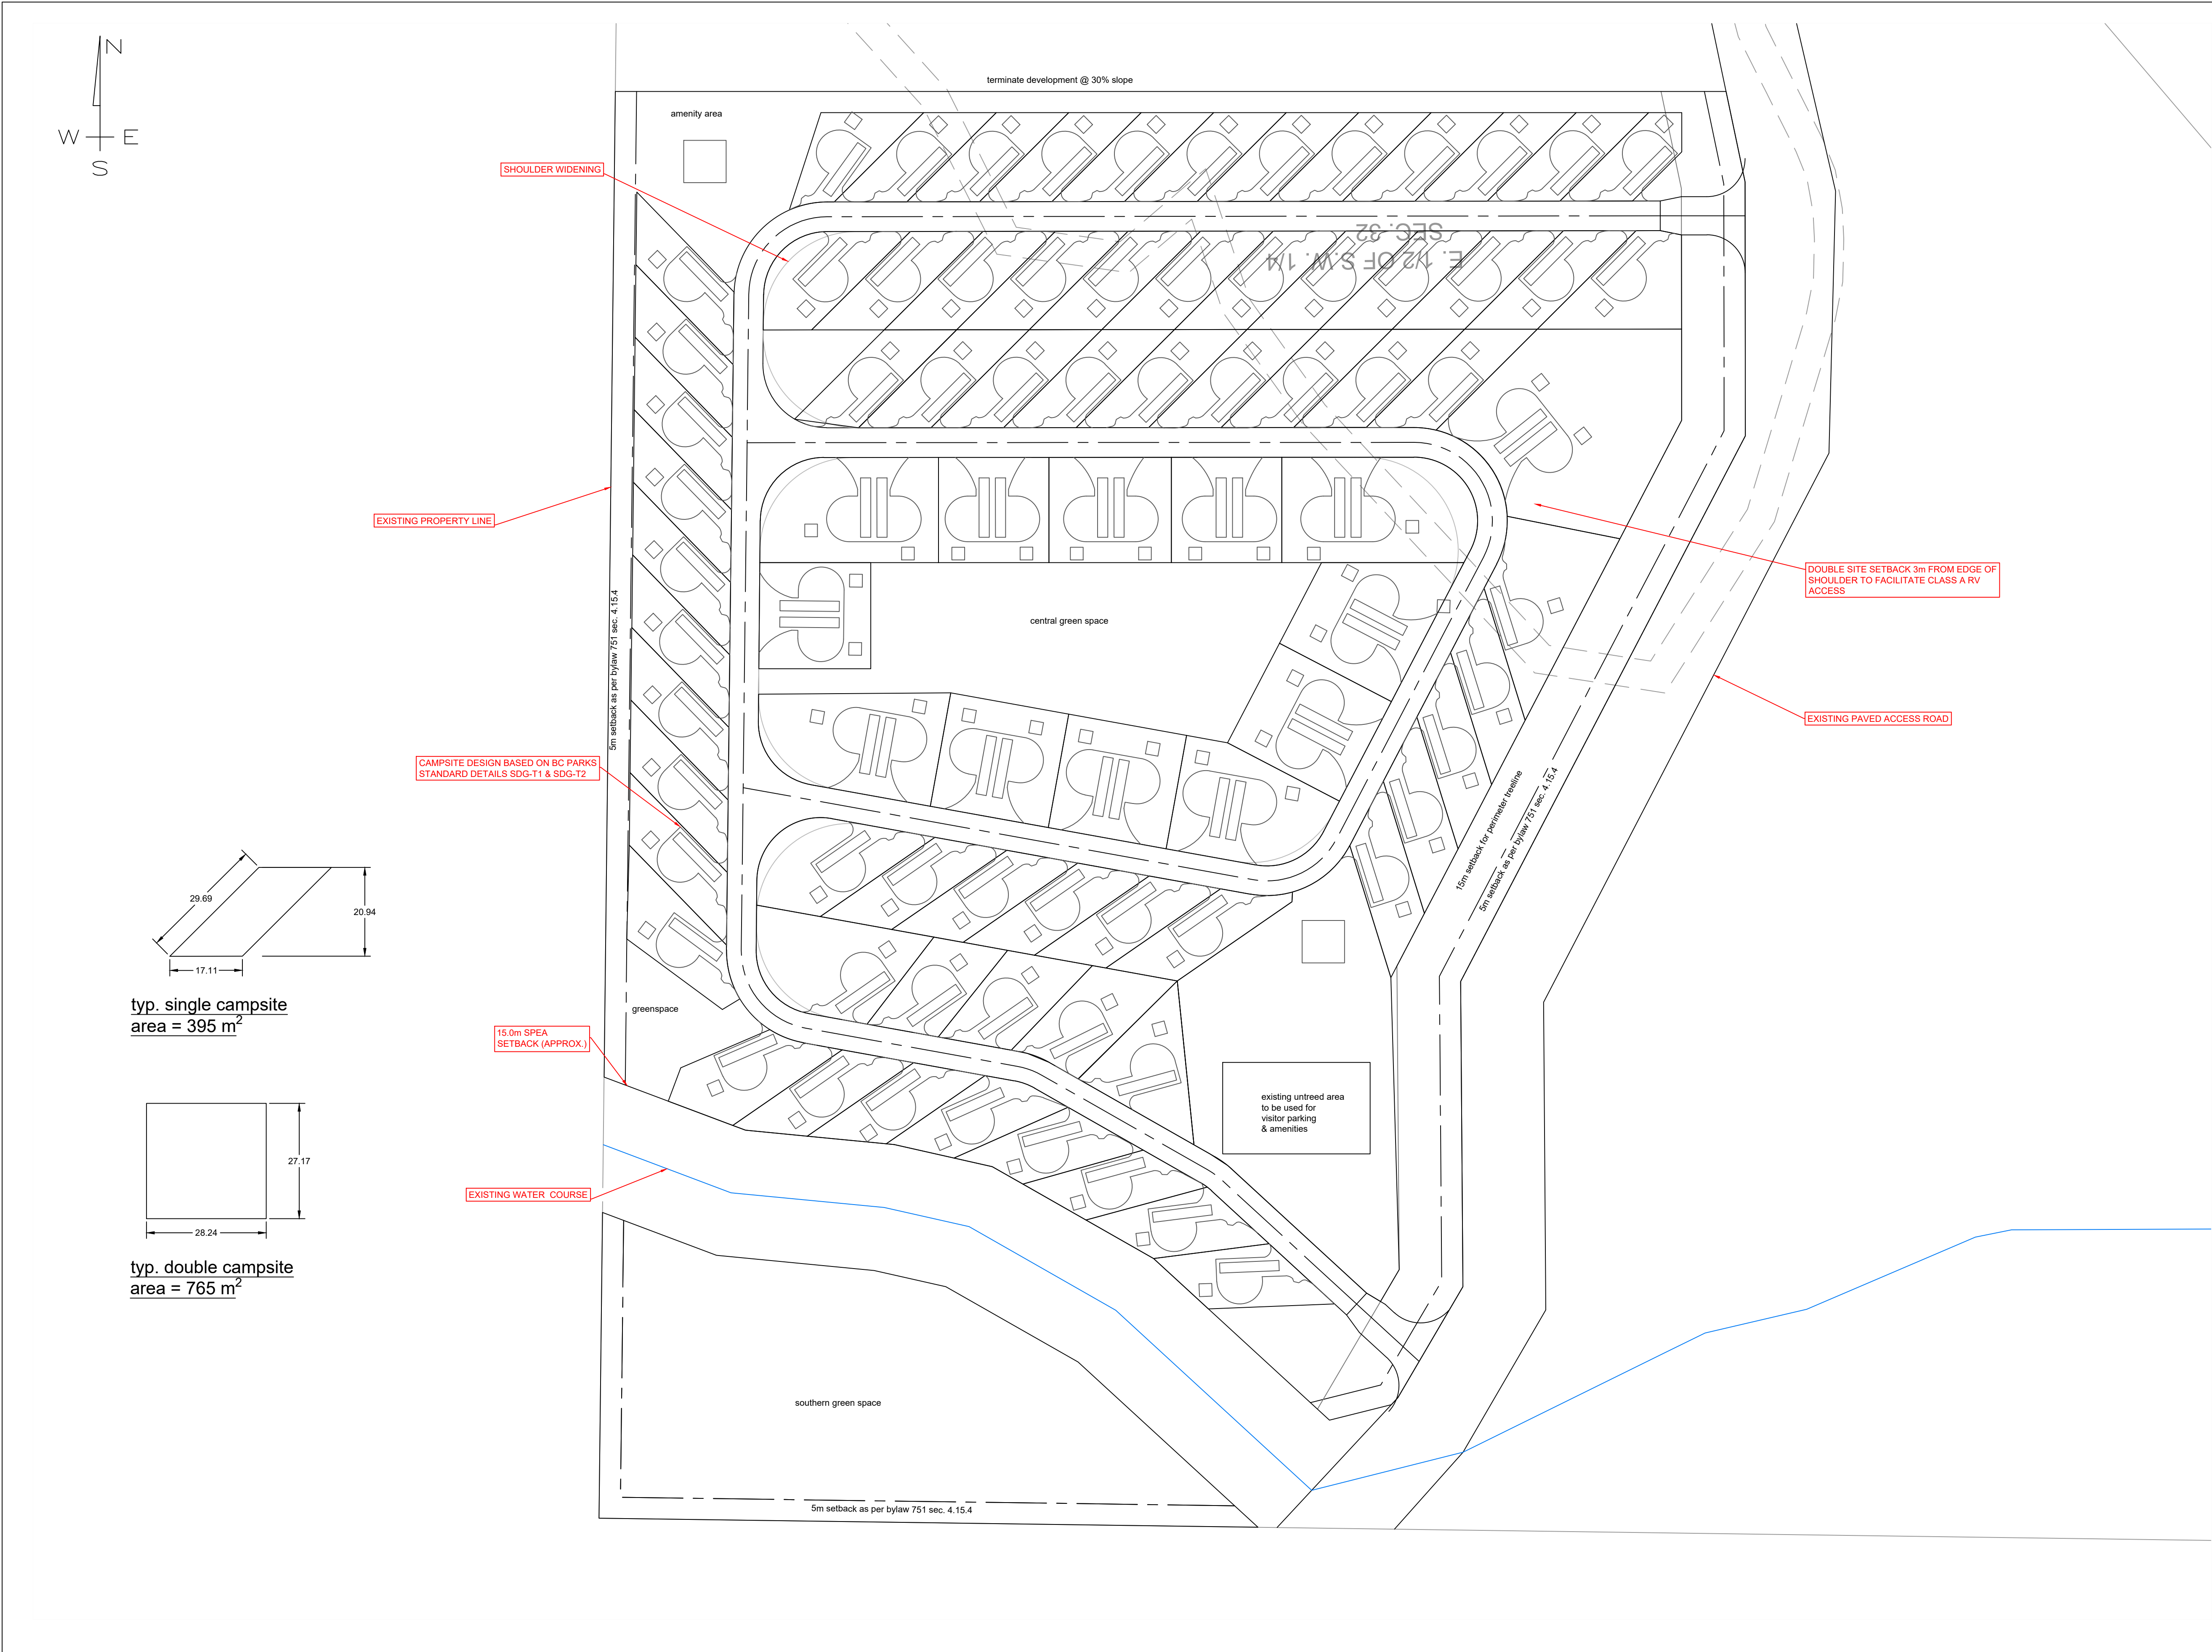 N
W E
S
terminate development @ 30% slope
amenity area
SHOULDER WIDENING
E. 1/2 OF S.W. 1/4
SEC. 32
EXISTING PROPERTY LINE
DOUBLE SITE SETBACK 3m FROM EDGE OF
SHOULDER TO FACILITATE CLASS A RV
ACCESS
5m setback as per bylaw 751 sec. 4.15.4
central green space
EXISTING PAVED ACCESS ROAD
CAMPSITE DESIGN BASED ON BC PARKS
STANDARD DETAILS SDG-T1 & SDG-T2
15m setback for perimeter treeline
5m setback as per bylaw 751 sec. 4.15.4
29.69
20.94
17.11
typ. single campsite
area = 395 m²
greenspace
15.0m SPEA
SETBACK (APPROX.)
existing untreed area
to be used for
visitor parking
& amenities
27.17
28.24
EXISTING WATER COURSE
typ. double campsite
area = 765 m²
southern green space
5m setback as per bylaw 751 sec. 4.15.4